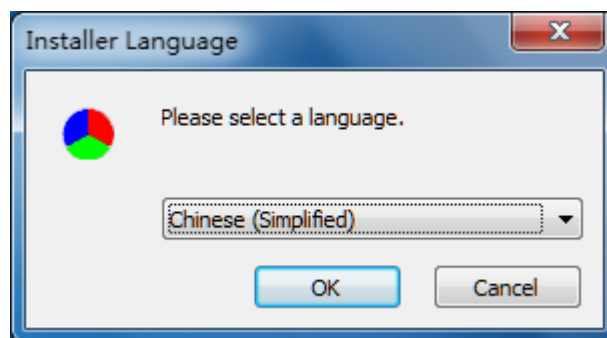 Installer Language
Please select a language.
Chinese (Simplified)
OK
Cancel